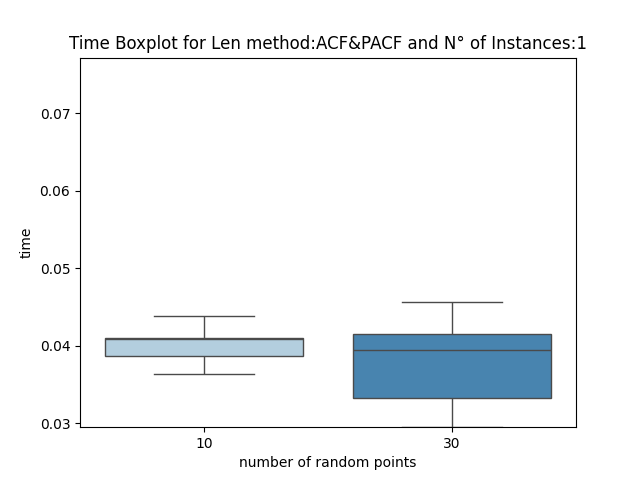 Time Boxplot for Len method:ACF&PACF and N° of Instances:1
0.07
0.06
0.05
0.04
0.03
time
10
30
number of random points